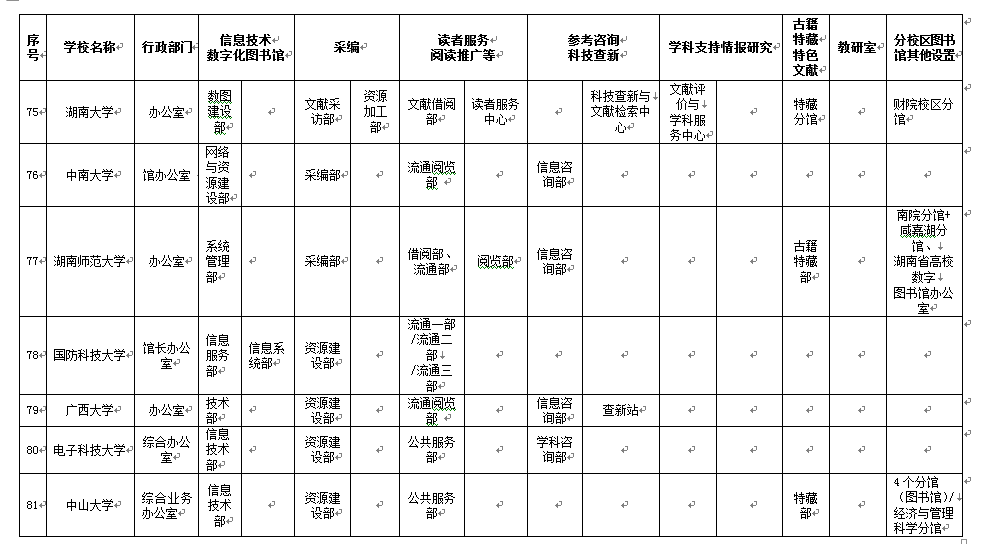 序号
学校名称
行政部门
信息技术
数字化图书馆
采编
读者服务
阅读推广等
参考咨询
科技查新
学科支持情报研究
古籍
特藏
特色
文献
教研室
分校区图书
馆其他设置
75
湖南大学
办公室
数图
建设
部
文献采
访部
资源
加工
部
文献借阅
部
读者服务
中心
科技查新与
文献检索中
心
文献评
价与
学科服
务中心
特藏
分馆
财院校区分
馆
76
中南大学
馆办公室
网络
与资
源建
设部
采编部
流通阅览
部
信息咨
询部
77
湖南师范大学
办公室
系统
管理
部
采编部
借阅部、
流通部
阅览部
信息咨
询部
古籍
特藏
部
南院分馆+
咸嘉湖分
馆、
湖南省高校
数字
图书馆办公
室
78
国防科技大学
馆长办公
室
信息
服务
部
信息系
统部
资源建
设部
流通一部
/流通二
部
/流通三
部
79
广西大学
办公室
技术
部
资源建
设部
流通阅览
部
信息咨
询部
查新站
80
电子科技大学
综合办公
室
信息
技术
部
资源建
设部
公共服务
部
学科咨
询部
81
中山大学
综合业务
办公室
信息
技术
部
资源建
设部
公共服务
部
特藏
部
4 个分馆
（图书馆)/
经济与管理
科学分馆